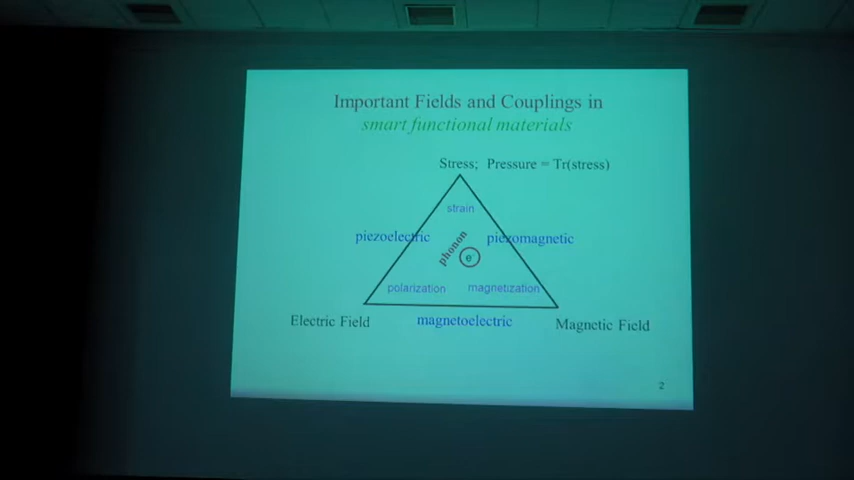 Important Fields and Couplings in
smart functional materials
Stress; Pressure = Tr(stress)
strain
piezoelectric
phonon
piezomagnetic
e-
polarization
magnetization
Electric Field
magnetoelectric
Magnetic Field
2